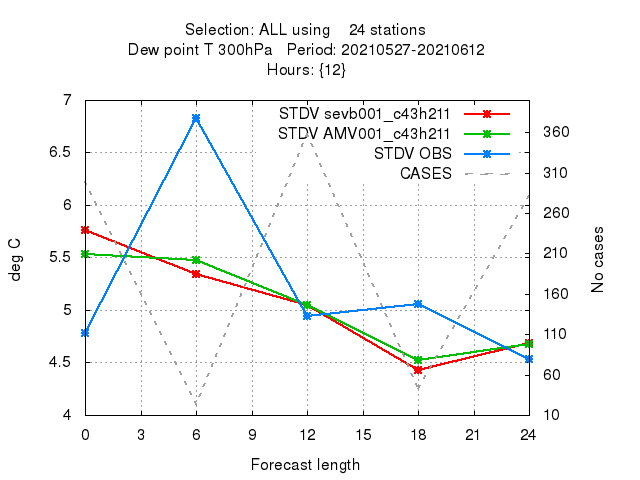 Selection: ALL using    24 stations
Dew point T 300hPa   Period: 20210527-20210612
Hours: {12}
STDV sevb001_c43h211
STDV AMV001_c43h211
STDV OBS
CASES
7
6.5
6
5.5
5
4.5
4
deg C
360
310
260
210
160
110
60
10
No cases
0 3 6 9 12 15 18 21 24
Forecast length